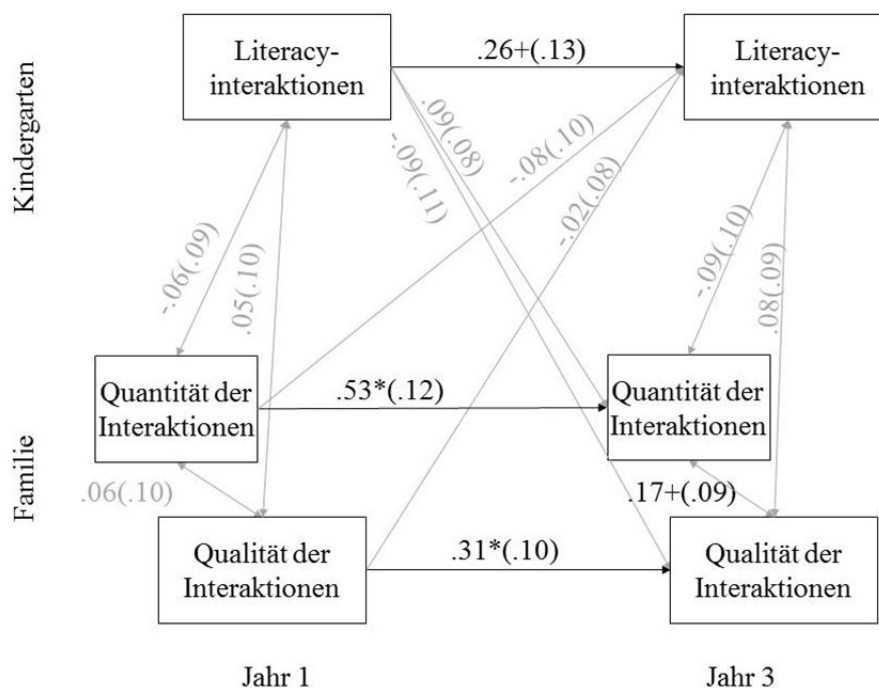 Kindergarten
Literacy-
interaktionen
.26+(.13)
Literacy-
interaktionen
.09(.08)
-.09(.11)
-.08(.10)
-.02(.08)
-.06(.09)
.05(.10)
-.09(.10)
.08(.09)
Familie
Quantität der
Interaktionen
.53*(.12)
Quantität der
Interaktionen
.06(.10)
.17+(.09)
Qualität der
Interaktionen
.31*(.10)
Qualität der
Interaktionen
Jahr 1
Jahr 3